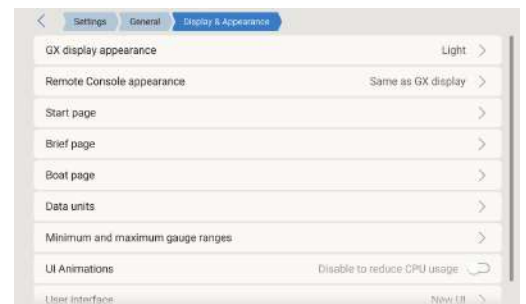 Settings General Display & Appearance
GX display appearance Light
Remote Console appearance Same as GX display
Start page
Brief page
Boat page
Data units
Minimum and maximum gauge ranges
UI Animations Disable to reduce CPU usage
User interface New UI